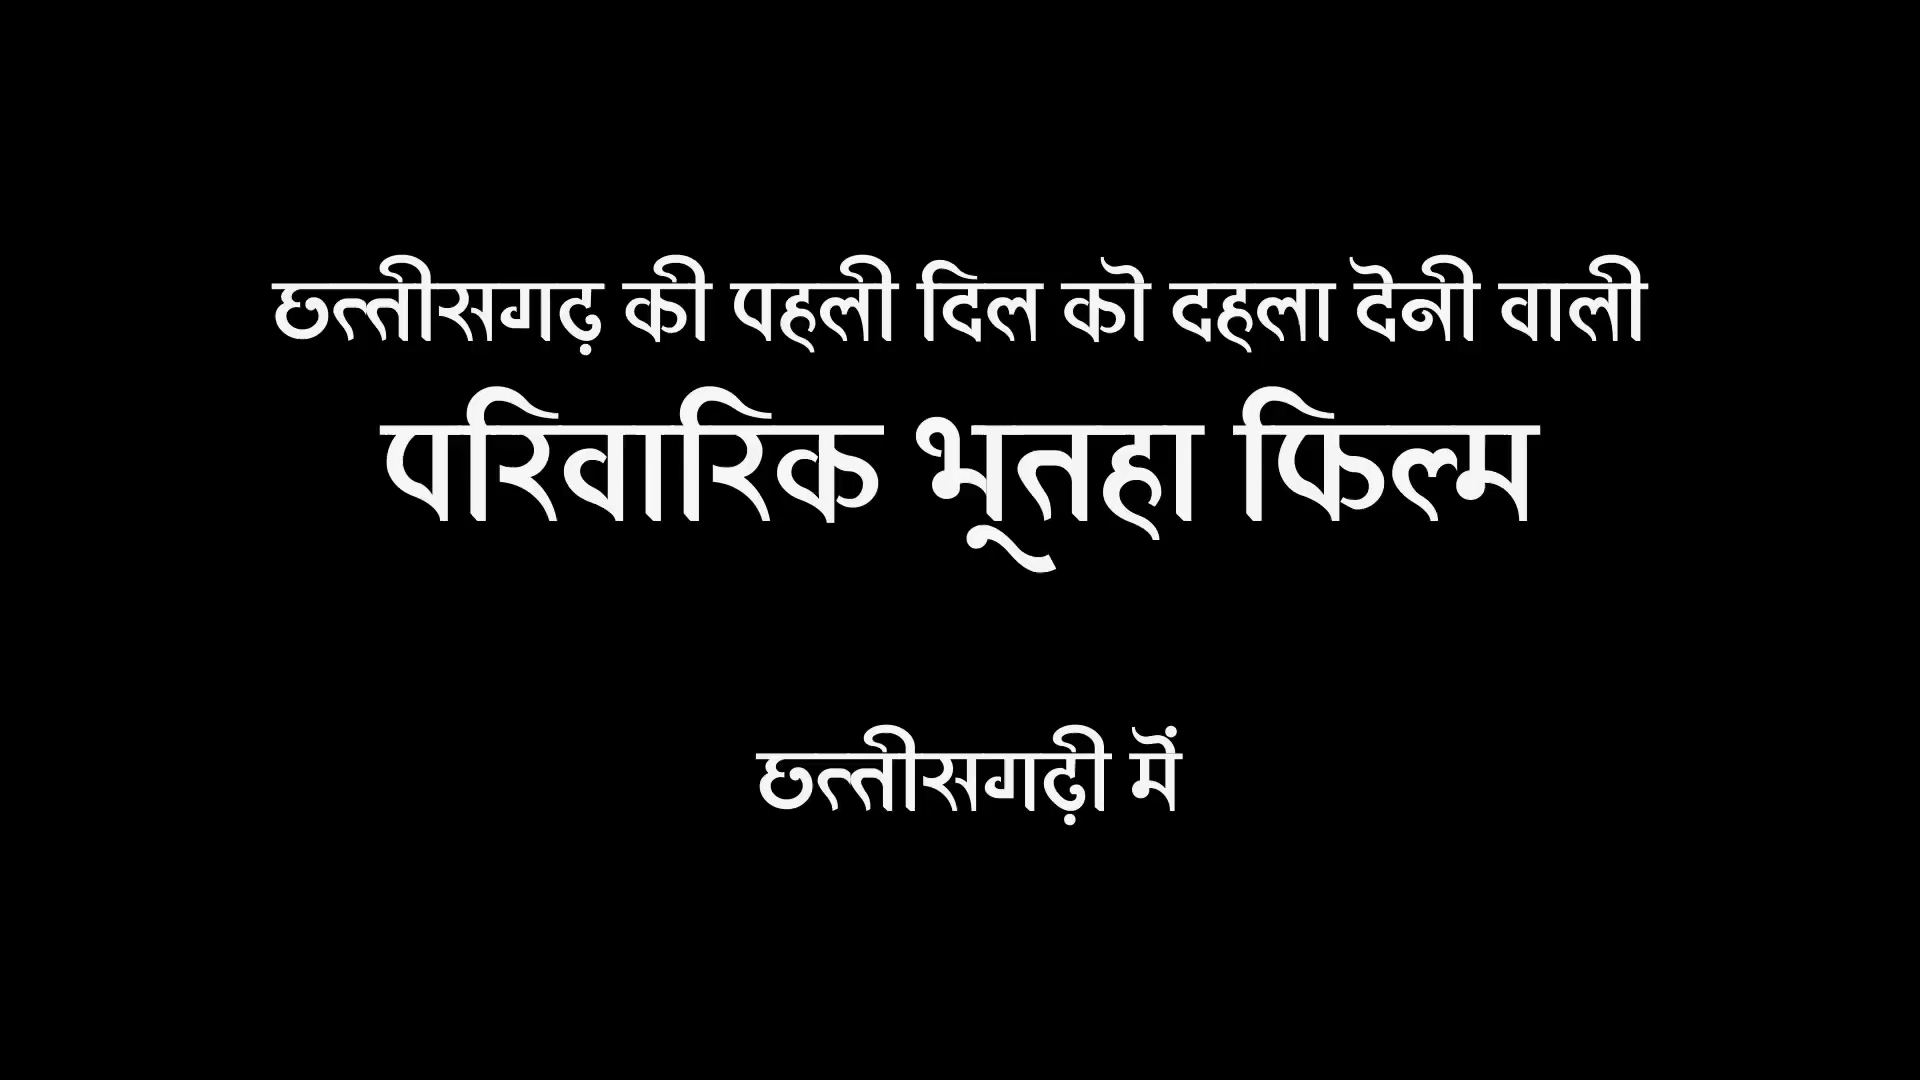 छत्तीसगढ़ की पहली दिल को दहला देनी वाली
परिवारिक भूतहा फिल्म
छत्तीसगढ़ी में